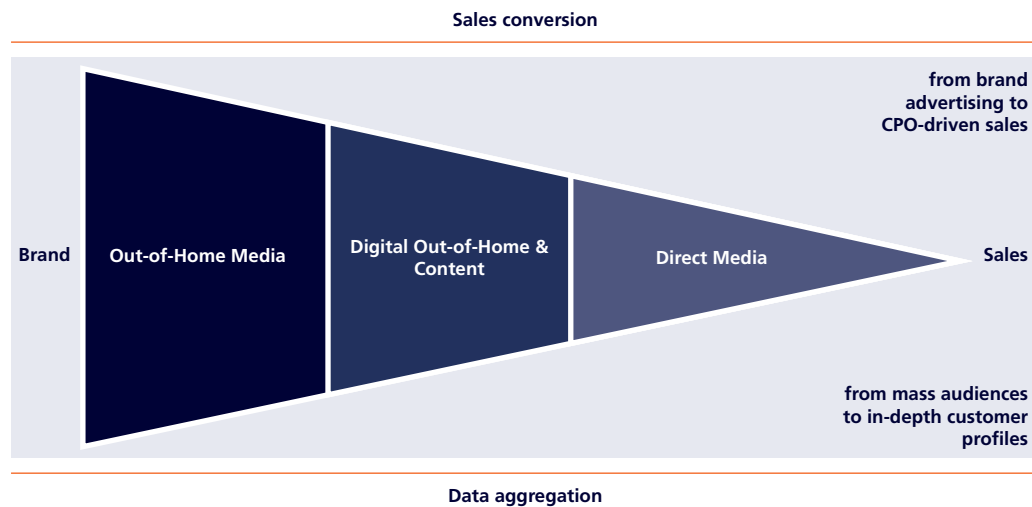 Sales conversion
from brand
advertising to
CPO-driven sales
Brand
Out-of-Home Media
Digital Out-of-Home &
Content
Direct Media
Sales
from mass audiences
to in-depth customer
profiles
Data aggregation